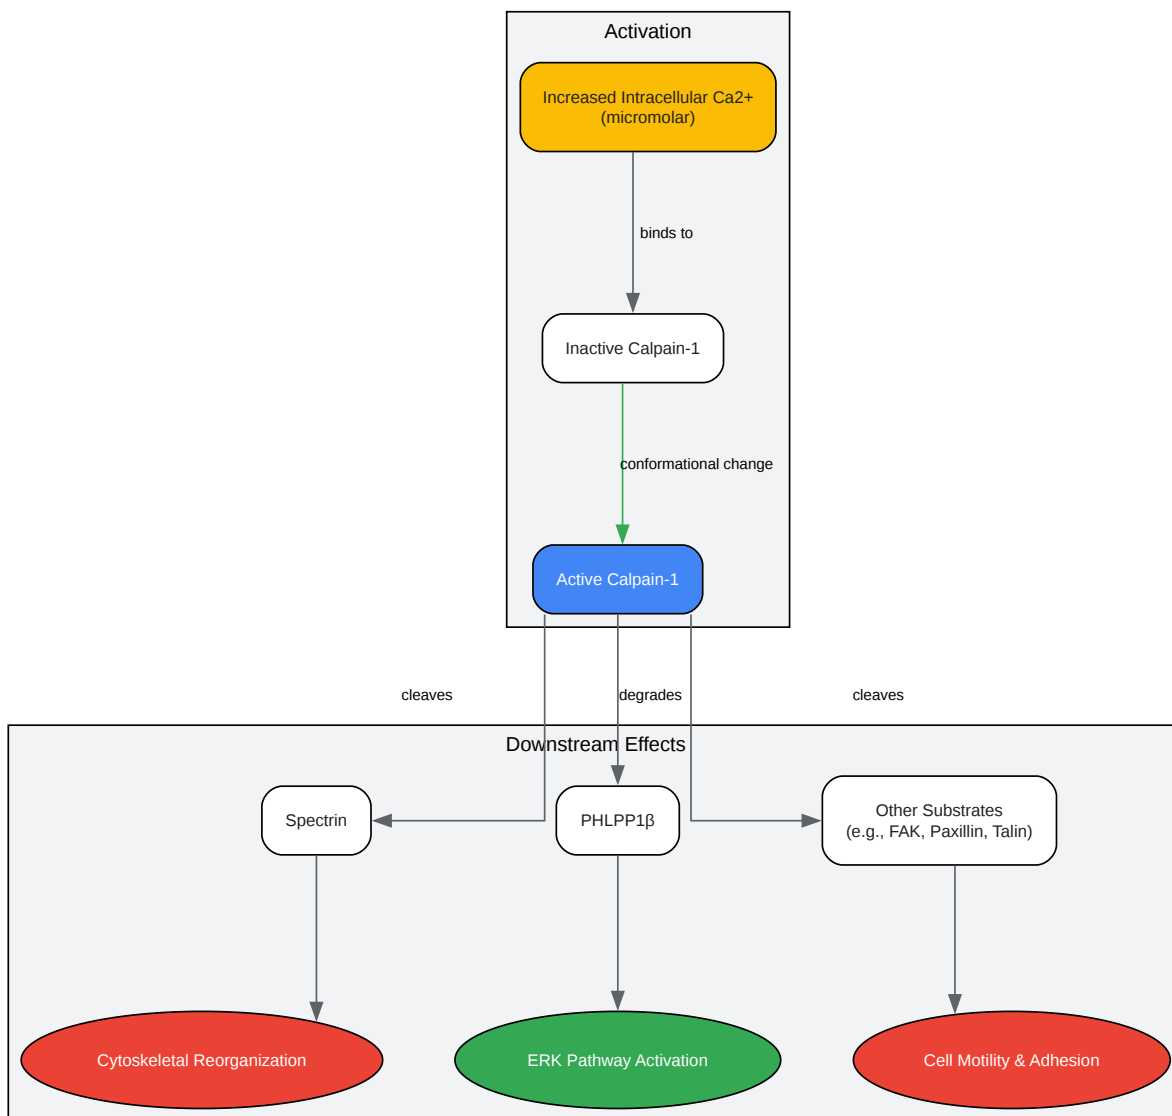 Activation
Increased Intracellular Ca2+
(micromolar)
binds to
Inactive Calpain-1
conformational change
Active Calpain-1
cleaves
degrades
cleaves
Downstream Effects
Spectrin
PHLPP1β
Other Substrates
(e.g., FAK, Paxillin, Talin)
Cytoskeletal Reorganization
ERK Pathway Activation
Cell Motility & Adhesion